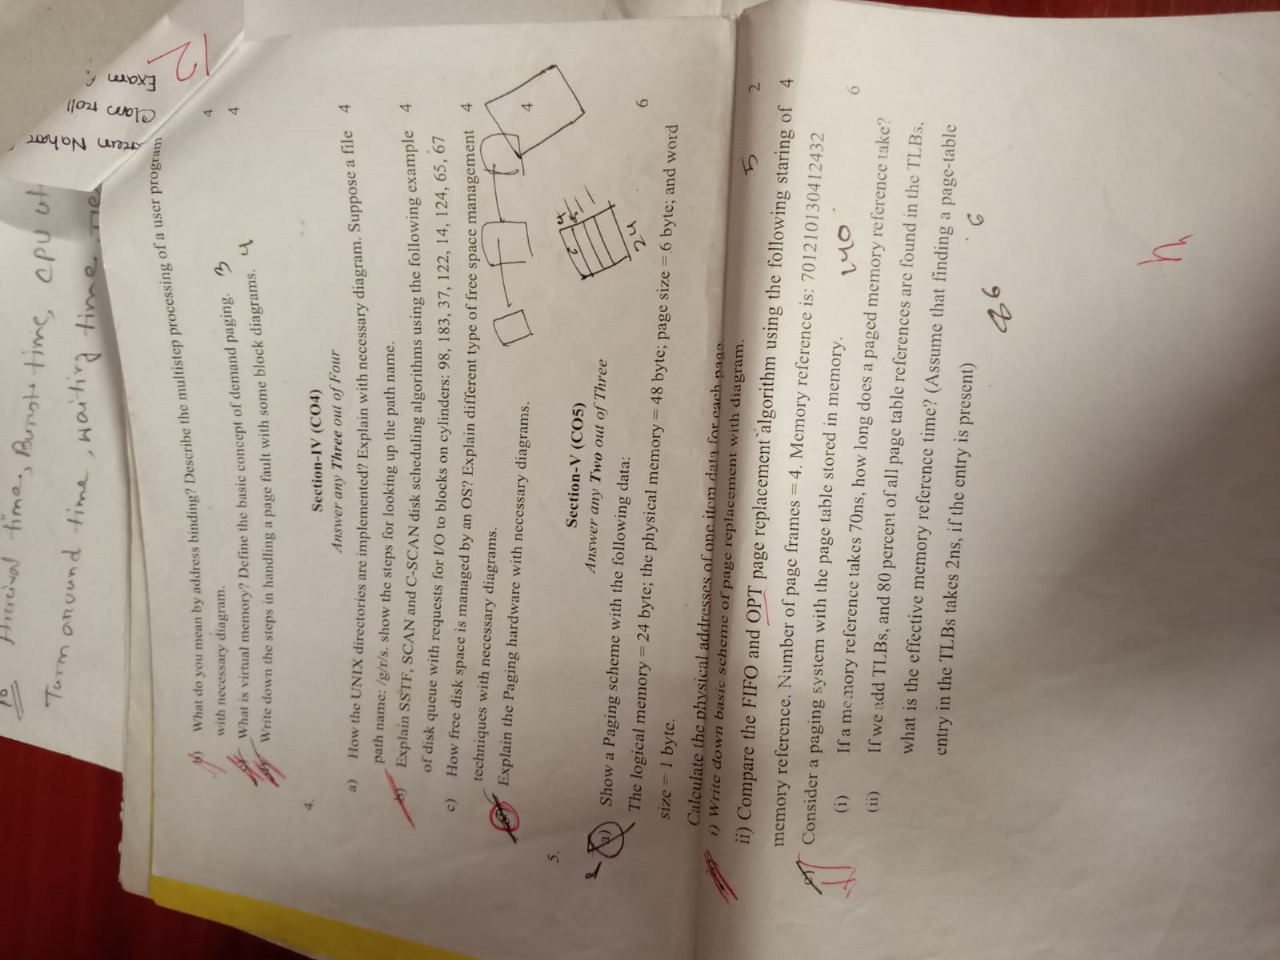 Arrival time, Burst time, CPU
Turn around time, waiting time
Nahar
Class roll
Exam
12
b) What do you mean by address binding? Describe the multistep processing of a user program 4
with necessary diagram.
What is virtual memory? Define the basic concept of demand paging. 3 4
Write down the steps in handling a page fault with some block diagrams. 4
4. Section-IV (CO4)
Answer any Three out of Four
a) How the UNIX directories are implemented? Explain with necessary diagram. Suppose a file 4
path name: /g/r/s, show the steps for looking up the path name.
b) Explain SSTF, SCAN and C-SCAN disk scheduling algorithms using the following example 4
of disk queue with requests for I/O to blocks on cylinders: 98, 183, 37, 122, 14, 124, 65, 67
c) How free disk space is managed by an OS? Explain different type of free space management 4
techniques with necessary diagrams.
Explain the Paging hardware with necessary diagrams. 4
5. Section-V (CO5)
Answer any Two out of Three
a) Show a Paging scheme with the following data: 6
The logical memory = 24 byte; the physical memory = 48 byte; page size = 6 byte; and word
size = 1 byte.
24
Calculate the physical addresses of one item data for each page
i) Write down basic scheme of page replacement with diagram. 5 2
ii) Compare the FIFO and OPT page replacement algorithm using the following staring of 4
memory reference. Number of page frames = 4. Memory reference is: 701210130412432
Consider a paging system with the page table stored in memory. 6
(i) If a memory reference takes 70ns, how long does a paged memory reference take? 140
(ii) If we add TLBs, and 80 percent of all page table references are found in the TLBs,
what is the effective memory reference time? (Assume that finding a page-table
entry in the TLBs takes 2ns, if the entry is present) 6
86